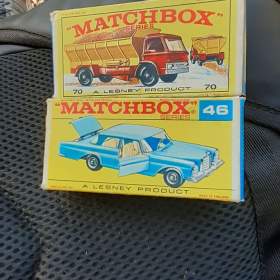 "MATCHBOX"
SERIES
70 70
A LESNEY PRODUCT
"MATCHBOX" 46
SERIES
A LESNEY PRODUCT